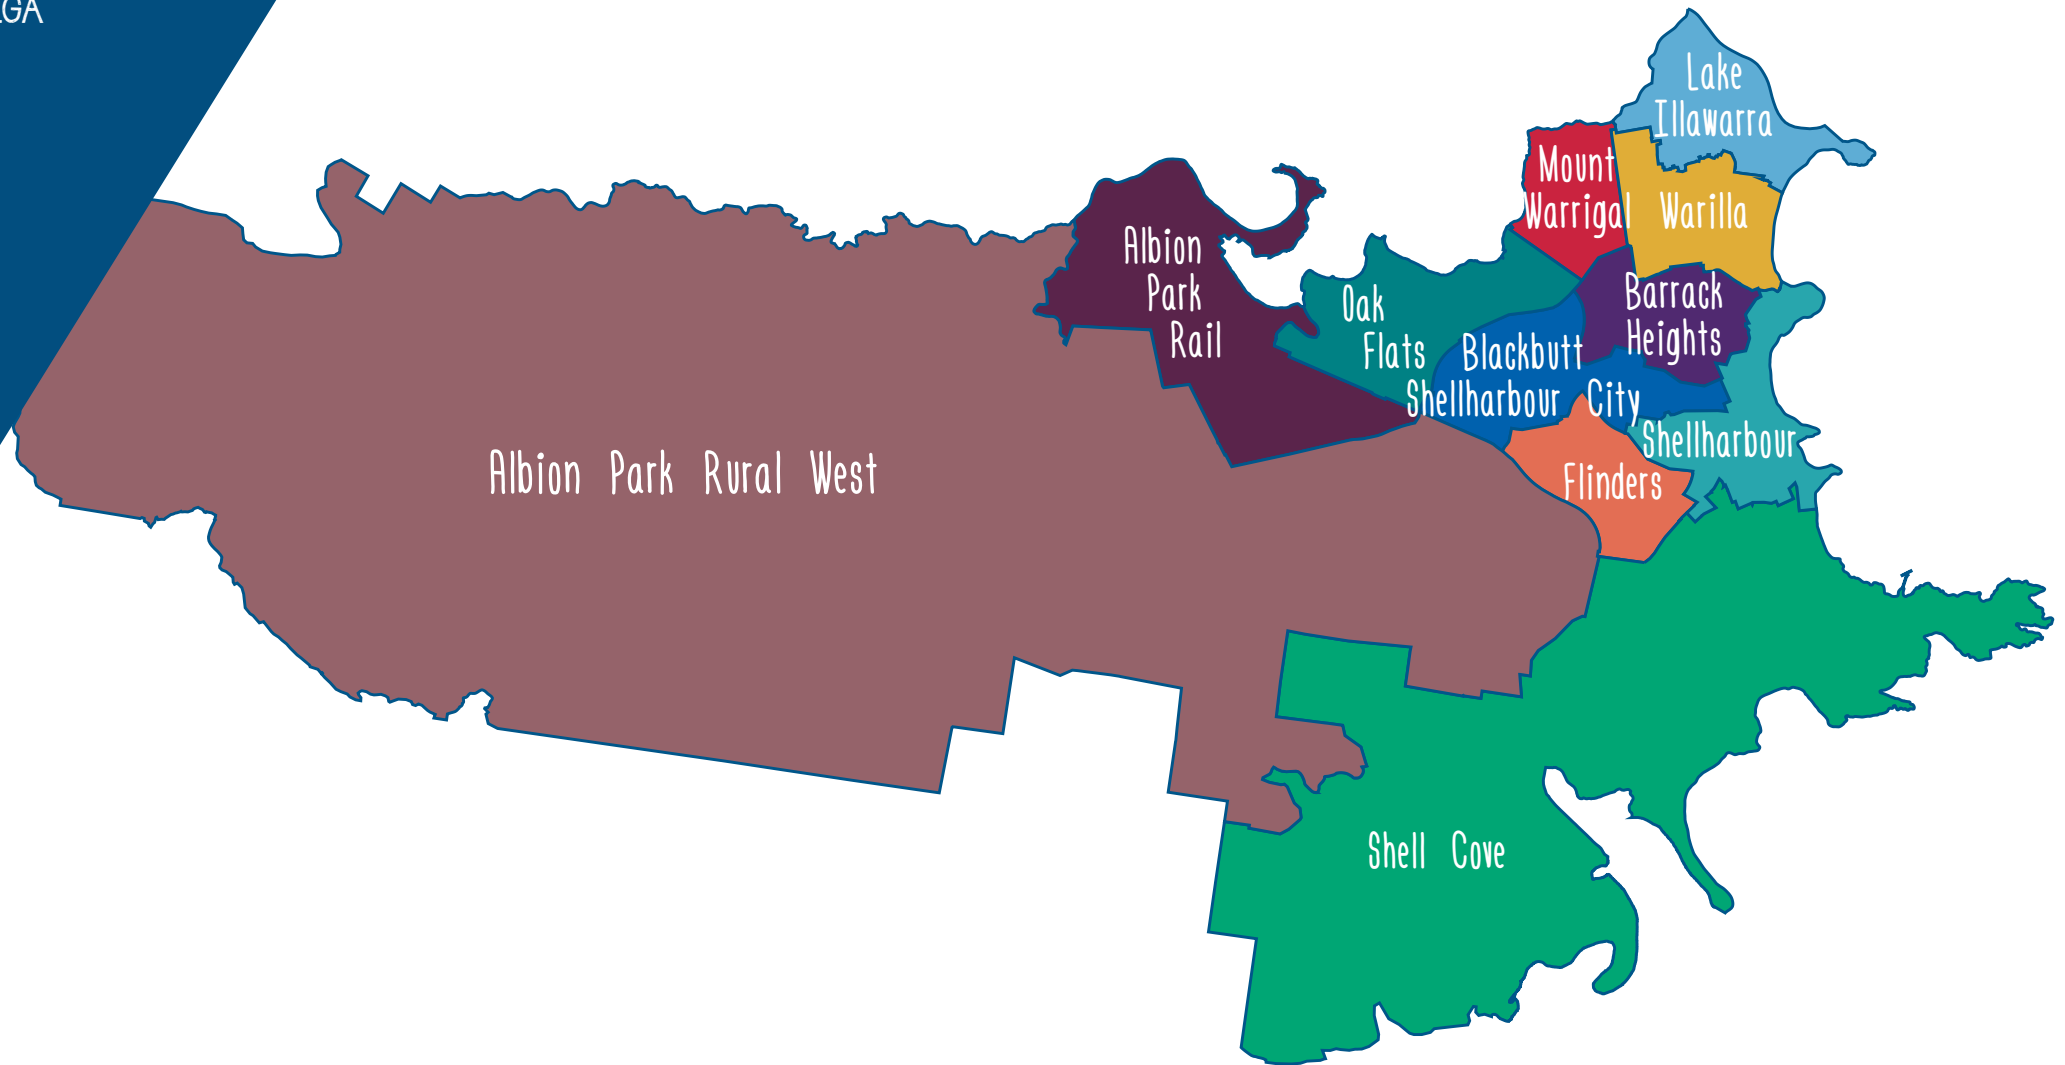 LGA
Lake
Illawarra
Mount
Warrigal
Warilla
Albion
Park
Rail
Oak
Flats
Barrack
Heights
Blackbutt
Shellharbour City
Shellharbour
Flinders
Albion Park Rural West
Shell Cove